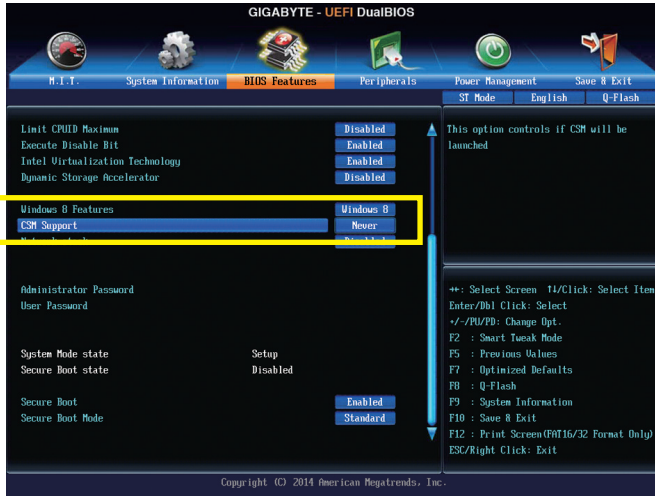 GIGABYTE - UEFI DualBIOS
M.I.T. System Information BIOS Features Peripherals Power Management Save & Exit
ST Mode English Q-Flash
Limit CPUID Maximum Disabled
Execute Disable Bit Enabled
Intel Virtualization Technology Enabled
Dynamic Storage Accelerator Disabled
Windows 8 Features Windows 8
CSM Support Never
Administrator Password
User Password
System Mode state Setup
Secure Boot state Disabled
Secure Boot Enabled
Secure Boot Mode Standard
This option controls if CSM will be
launched
↔: Select Screen ↑↓/Click: Select Item
Enter/Dbl Click: Select
+/-/PU/PD: Change Opt.
F2 : Smart Tweak Mode
F5 : Previous Values
F7 : Optimized Defaults
F8 : Q-Flash
F9 : System Information
F10 : Save & Exit
F12 : Print Screen(FAT16/32 Format Only)
ESC/Right Click: Exit
Copyright (C) 2014 American Megatrends, Inc.